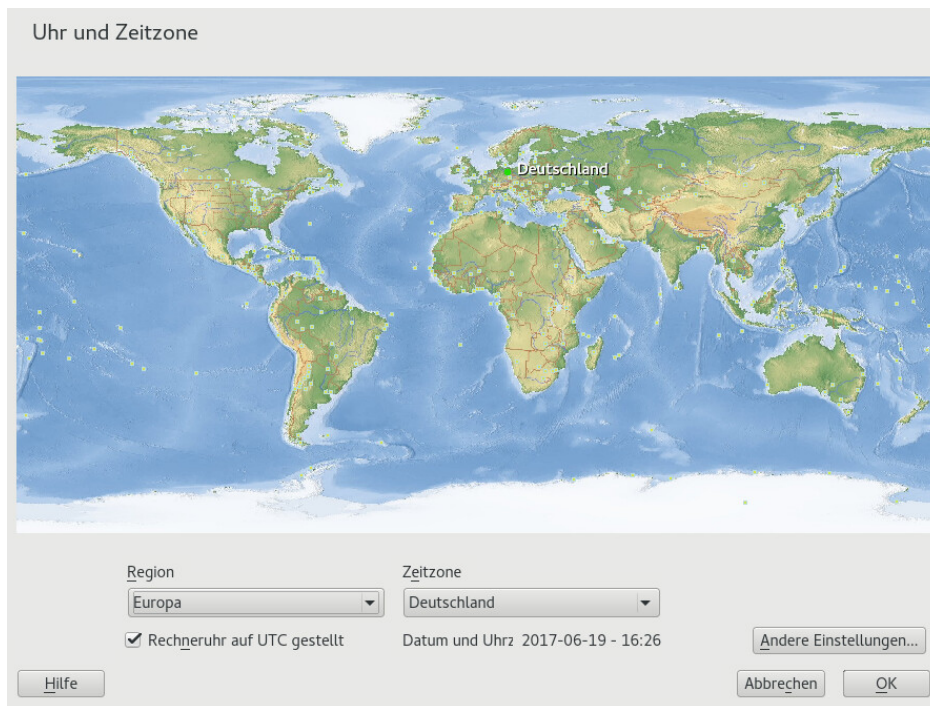 Uhr und Zeitzone
Deutschland
Region
Zeitzone
Europa
Deutschland
Rechneruhr auf UTC gestellt
Datum und Uhrz 2017-06-19 - 16:26
Andere Einstellungen...
Hilfe
Abbrechen
OK